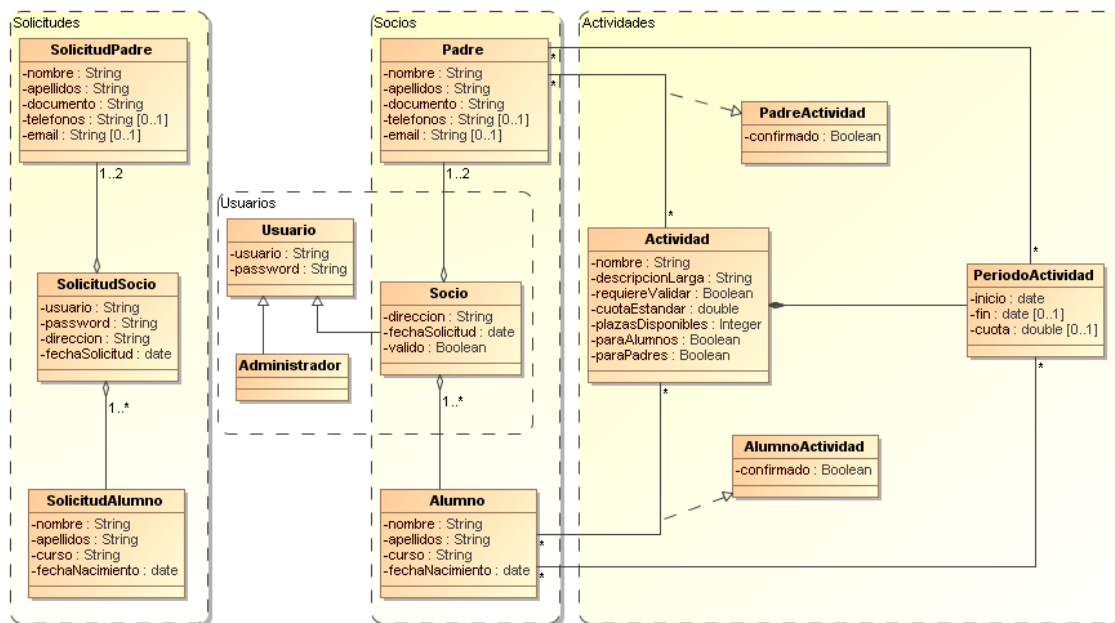 Solicitudes
SolicitudPadre
-nombre : String
-apellidos : String
-documento : String
-telefonos : String [0..1]
-email : String [0..1]
1..2
SolicitudSocio
-usuario : String
-password : String
-direccion : String
-fechaSolicitud : date
1..*
SolicitudAlumno
-nombre : String
-apellidos : String
-curso : String
-fechaNacimiento : date
Usuarios
Usuario
-usuario : String
-password : String
Administrador
Socios
Padre
-nombre : String
-apellidos : String
-documento : String
-telefonos : String [0..1]
-email : String [0..1]
*
*
1..2
Socio
-direccion : String
-fechaSolicitud : date
-valido : Boolean
1..*
Alumno
-nombre : String
-apellidos : String
-curso : String
-fechaNacimiento : date
*
*
Actividades
PadreActividad
-confirmado : Boolean
*
Actividad
-nombre : String
-descripcionLarga : String
-requiereValidar : Boolean
-cuotaEstandar : double
-plazasDisponibles : Integer
-paraAlumnos : Boolean
-paraPadres : Boolean
*
*
PeriodoActividad
-inicio : date
-fin : date [0..1]
-cuota : double [0..1]
*
AlumnoActividad
-confirmado : Boolean